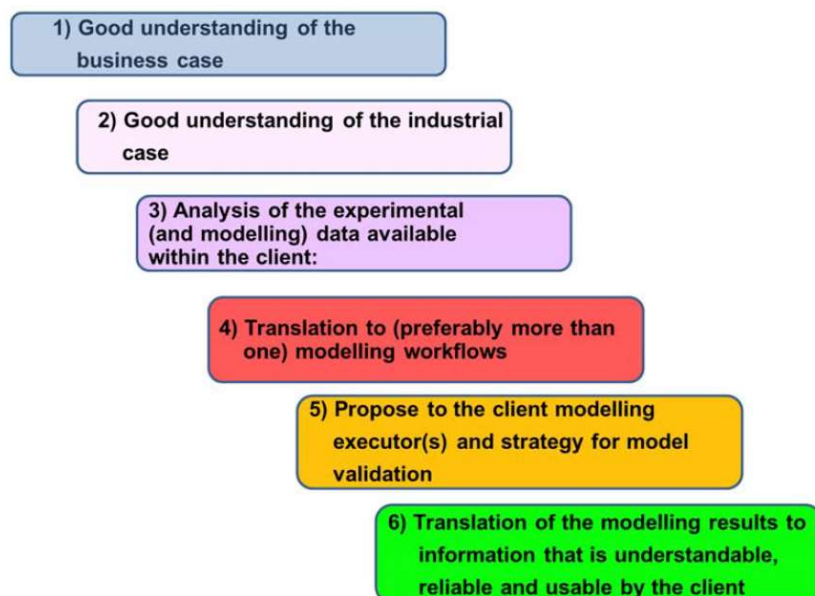 1) Good understanding of the
business case
2) Good understanding of the industrial
case
3) Analysis of the experimental
(and modelling) data available
within the client:
4) Translation to (preferably more than
one) modelling workflows
5) Propose to the client modelling
executor(s) and strategy for model
validation
6) Translation of the modelling results to
information that is understandable,
reliable and usable by the client